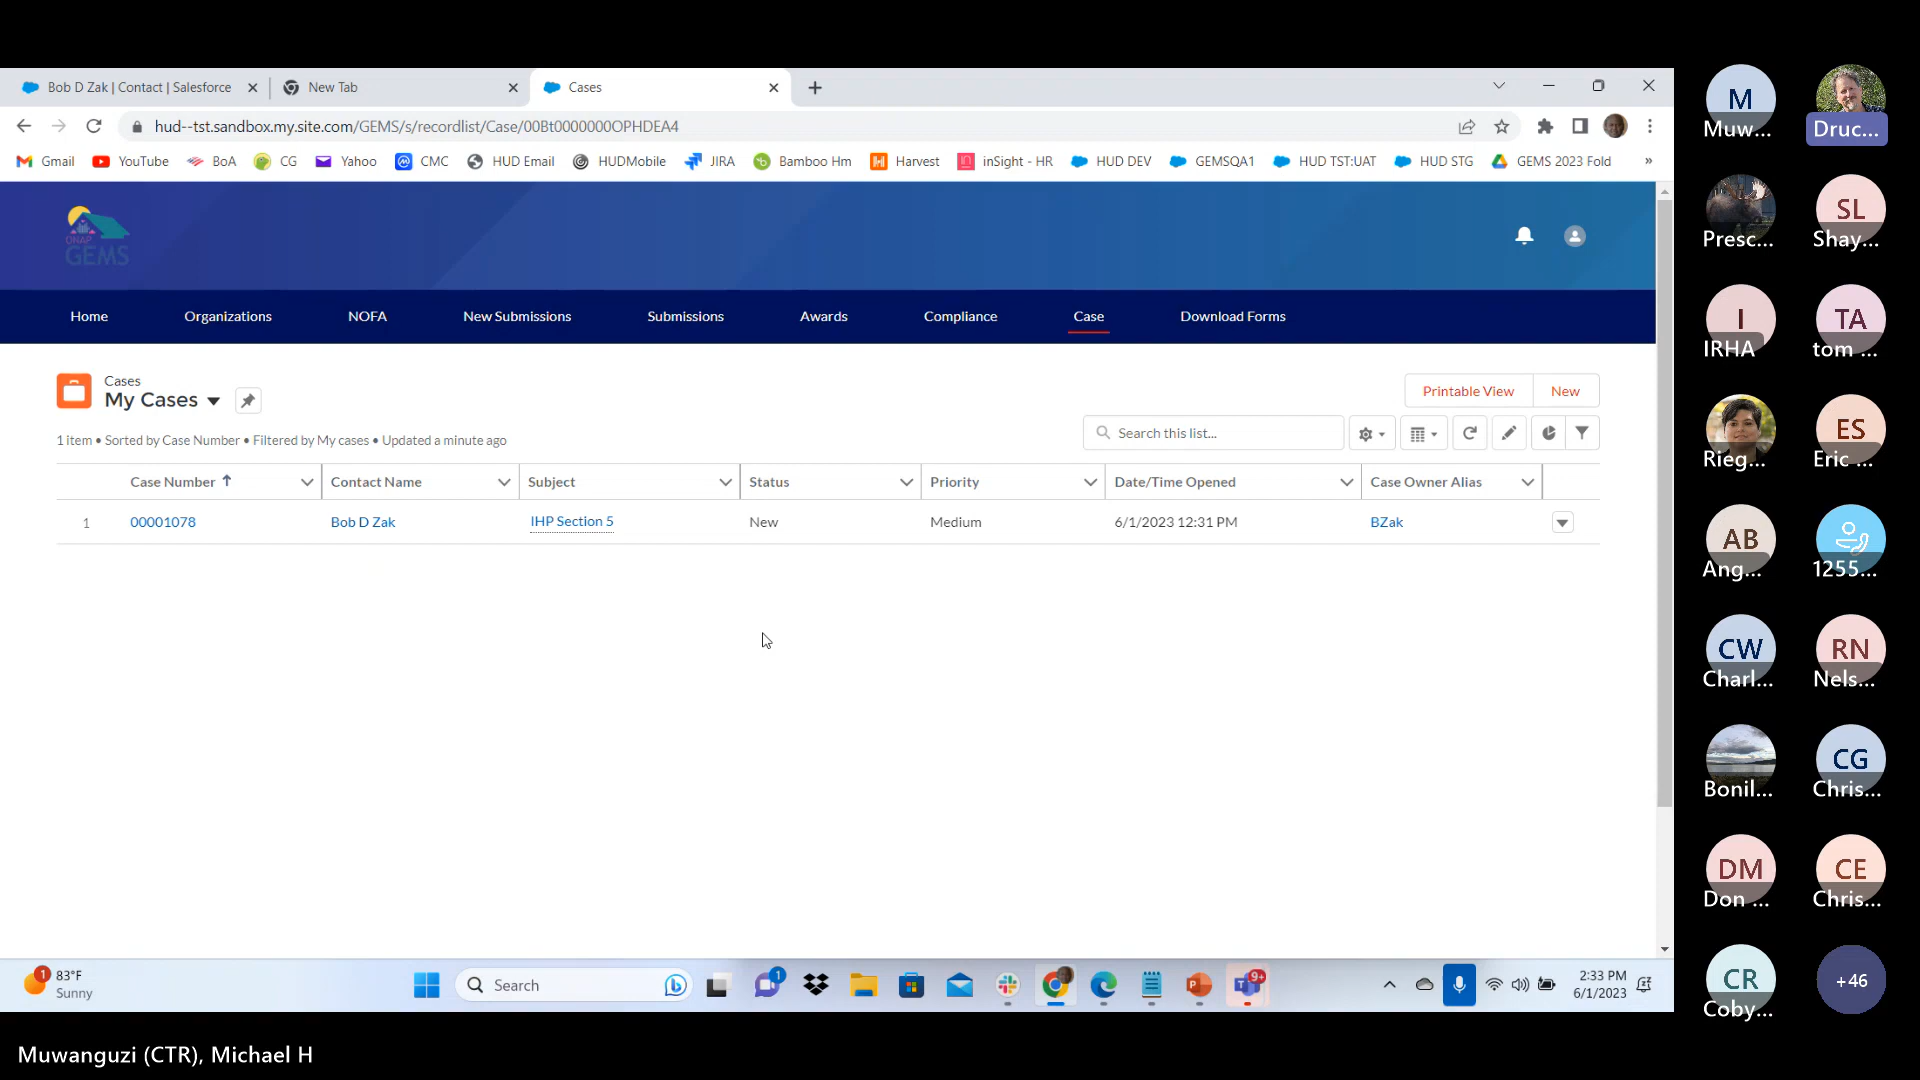 Bob D Zak | Contact | Salesforce
New Tab
Cases
hud--tst.sandbox.my.site.com/GEMS/s/recordlist/Case/00Bt0000000OPHDEA4
Gmail YouTube BoA CG Yahoo CMC HUD Email HUDMobile JIRA Bamboo Hm Harvest inSight - HR HUD DEV GEMSQA1 HUD TST:UAT HUD STG GEMS 2023 Fold »
ONAP
GEMS
Home Organizations NOFA New Submissions Submissions Awards Compliance Case Download Forms
Cases
My Cases
Printable View New
1 item • Sorted by Case Number • Filtered by My cases • Updated a minute ago
Search this list...
Case Number Contact Name Subject Status Priority Date/Time Opened Case Owner Alias
1 00001078 Bob D Zak IHP Section 5 New Medium 6/1/2023 12:31 PM BZak
1
83°F
Sunny
Search
1
9+
2:33 PM
6/1/2023
M
Muw...
Druc...
Presc...
SL
Shay...
I
IRHA
TA
tom ...
Rieg...
ES
Eric ...
AB
Ang...
1255...
CW
Charl...
RN
Nels...
Bonil...
CG
Chris...
DM
Don ...
CE
Chris...
CR
Coby...
+46
Muwanguzi (CTR), Michael H